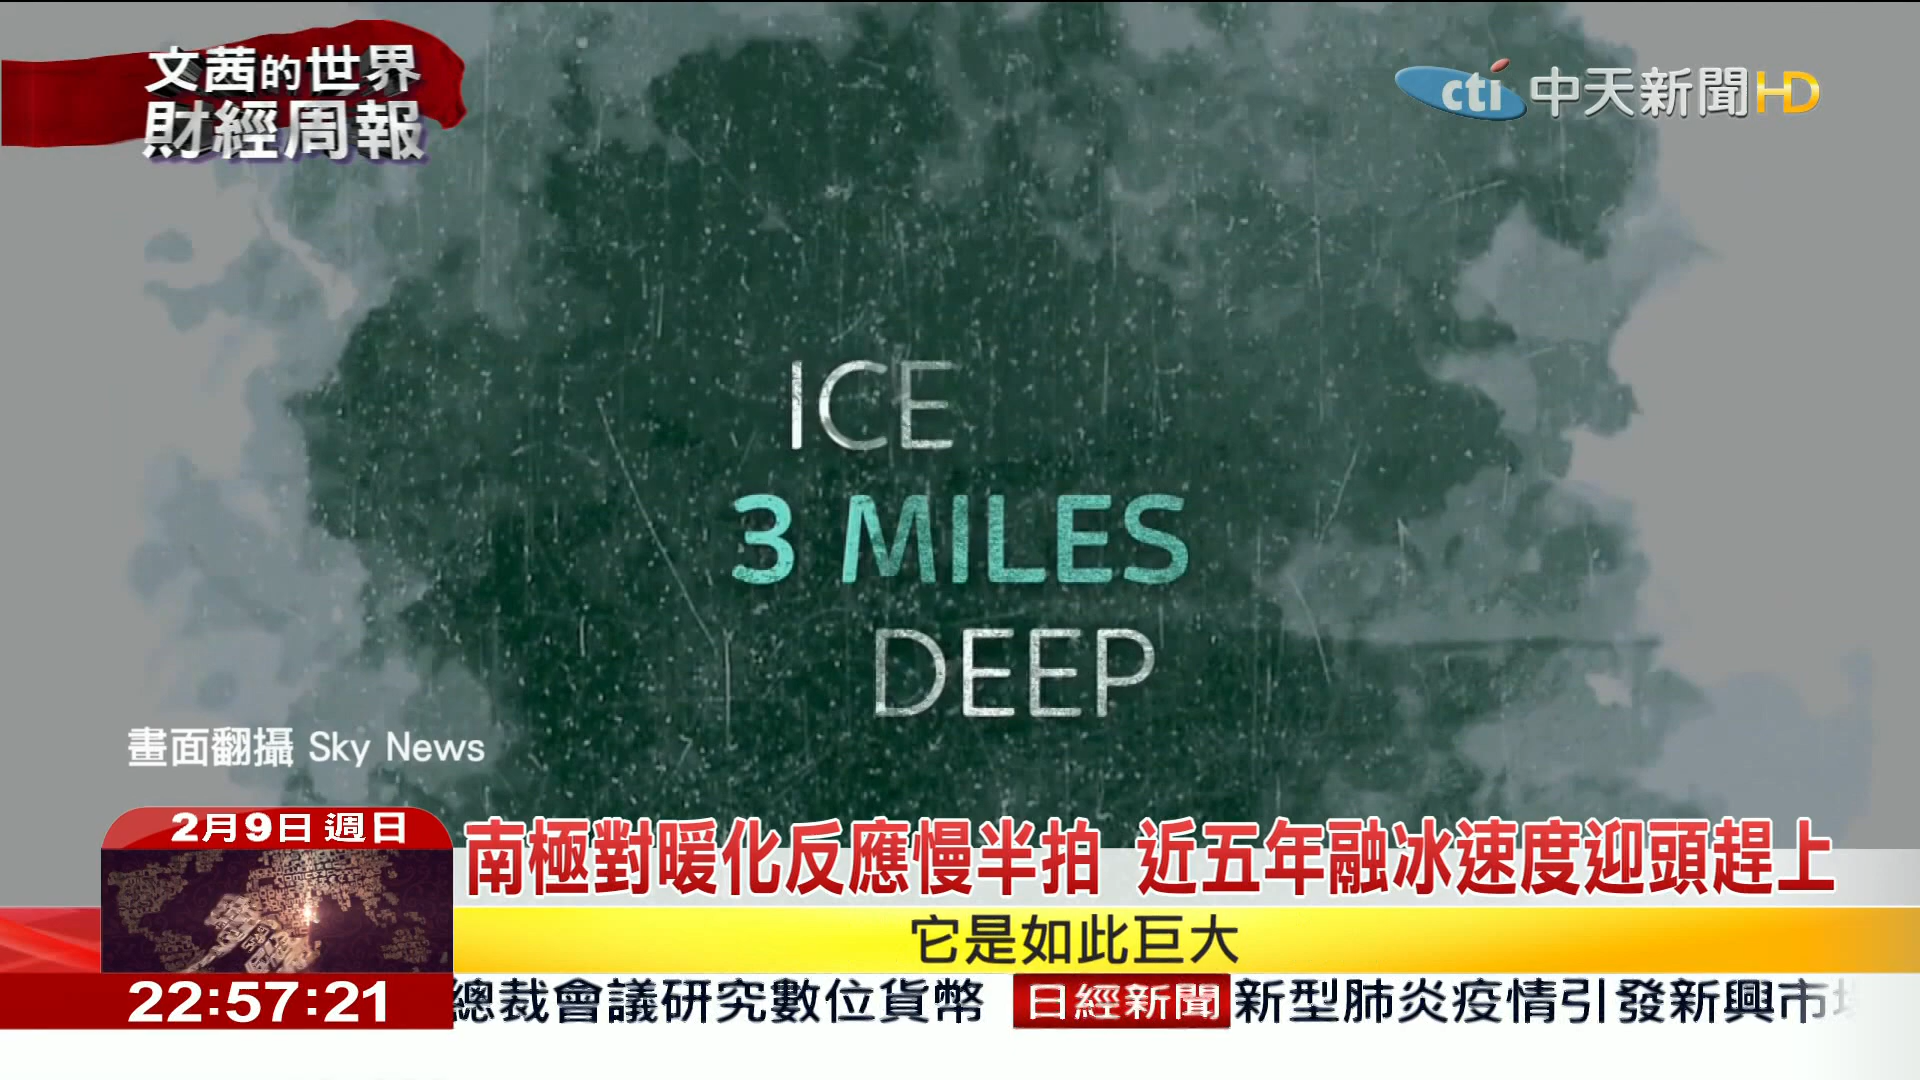 文茜的世界
財經周報
cti 中天新聞HD
ICE
3 MILES
DEEP
畫面翻攝 Sky News
2月9日 週日
南極對暖化反應慢半拍 近五年融冰速度迎頭趕上
它是如此巨大
22:57:21
總裁會議研究數位貨幣 日經新聞 新型肺炎疫情引發新興市